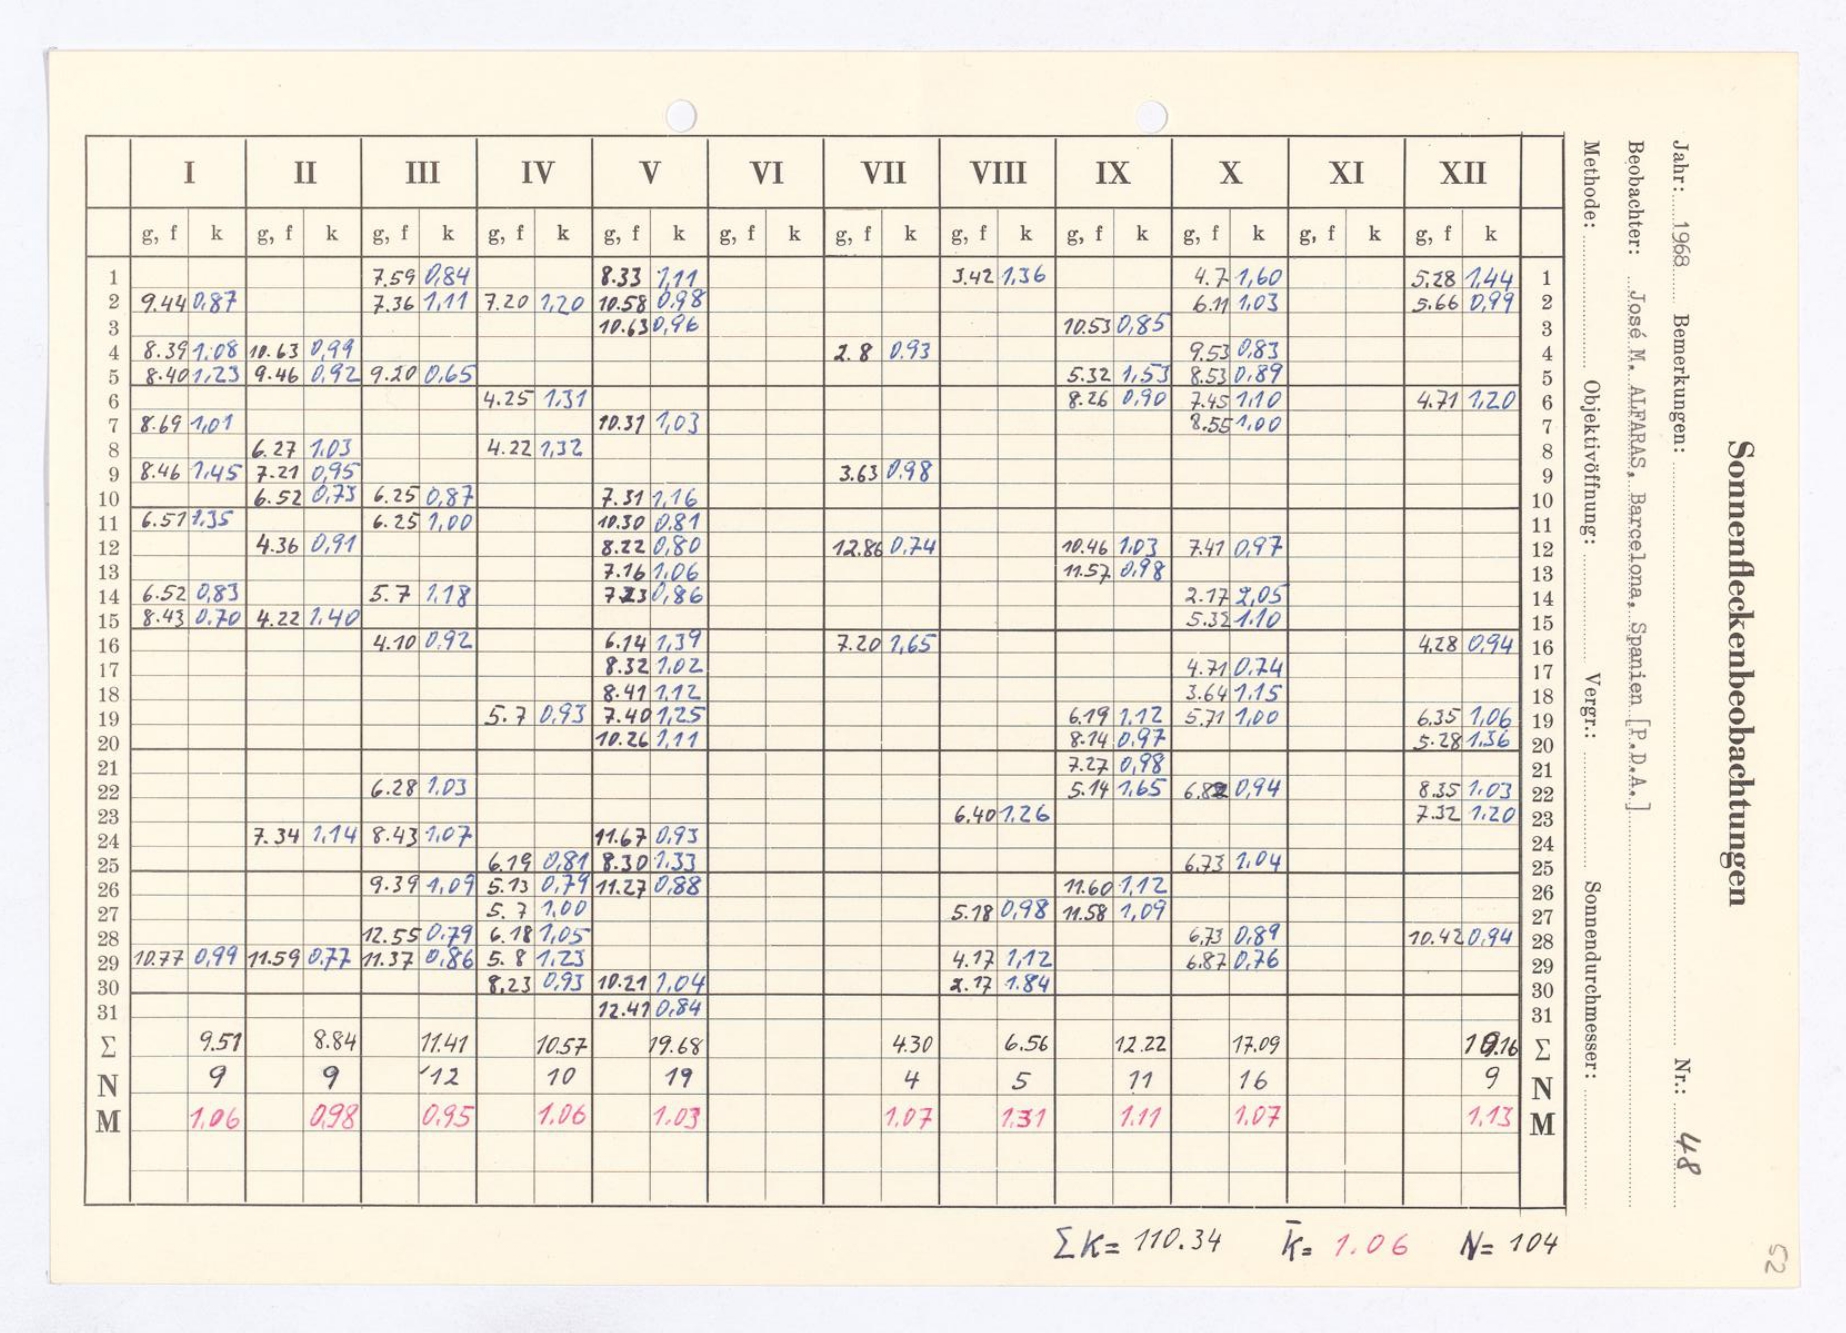 Sonnenfleckenbeobachtungen
Jahr: 1968 Bemerkungen: Nr.: 48
Beobachter: José M. ALFARAS, Barcelona, Spanien [P.D.A.]
Methode: Objektivöffnung: Vergr.: Sonnendurchmesser:
I II III IV V VI VII VIII IX X XI XII
g, f k g, f k g, f k g, f k g, f k g, f k g, f k g, f k g, f k g, f k g, f k g, f k
1 7.59 0,84 8.33 1,11 3.42 1,36 4.7 1,60 5.28 1,44 1
2 9.44 0,87 7.36 1,11 7.20 1,20 10.58 0,98 6.11 1,03 5.66 0,99 2
3 10.63 0,96 10.53 0,85 3
4 8.39 1,08 10.63 0,99 2.8 0.93 9.53 0,83 4
5 8.40 1,23 9.46 0,92 9.20 0,65 5.32 1,53 8.53 0,89 5
6 4.25 1,31 8.26 0,90 7.45 1,10 4.71 1,20 6
7 8.69 1,01 10.31 1,03 8.55 1,00 7
8 6.27 1,03 4.22 1,32 8
9 8.46 1,45 7.21 0,95 3.63 0.98 9
10 6.52 0,73 6.25 0,87 7.31 1,16 10
11 6.51 1,35 6.25 1,00 10.30 0,81 11
12 4.36 0,91 8.22 0,80 12.86 0.74 10.46 1,03 7.41 0,97 12
13 7.16 1,06 11.57 0,98 13
14 6.52 0,83 5.7 1,18 7.23 0,86 2.17 2,05 14
15 8.43 0.70 4.22 1,40 5.32 1.10 15
16 4.10 0,92 6.14 1,39 7.20 1,65 4.28 0,94 16
17 8.32 1,02 4.71 0.74 17
18 8.41 1,12 3.64 1,15 18
19 5.7 0,93 7.40 1,25 6.19 1,12 5.71 1,00 6.35 1,06 19
20 10.26 1,11 8.14 0,97 5.28 1,36 20
21 7.27 0,98 21
22 6.28 1,03 5.14 1,65 6.82 0,94 8.35 1.03 22
23 6.40 1,26 7.32 1.20 23
24 7.34 1,14 8.43 1,07 11.67 0,93 24
25 6.19 0,81 8.30 1.33 6,73 1,04 25
26 9.39 1,09 5.13 0,79 11.27 0,88 11.60 1,12 26
27 5.7 1,00 5.18 0,98 11.58 1,09 27
28 12.55 0,79 6.18 1,05 6,73 0,89 10.42 0,94 28
29 10.77 0,99 11.59 0.77 11.37 0,86 5.8 1,23 4.17 1,12 6.87 0,76 29
30 8,23 0,93 10.21 1,04 2.17 1.84 30
31 12.41 0,84 31
Σ 9.51 8.84 11.41 10.57 19.68 4.30 6.56 12.22 17.09 10.16 Σ
N 9 9 12 10 19 4 5 11 16 9 N
M 1,06 0,98 0,95 1.06 1.03 1,07 1.31 1.11 1,07 1,13 M
ΣK= 110.34 k̄= 1.06 N= 104
52